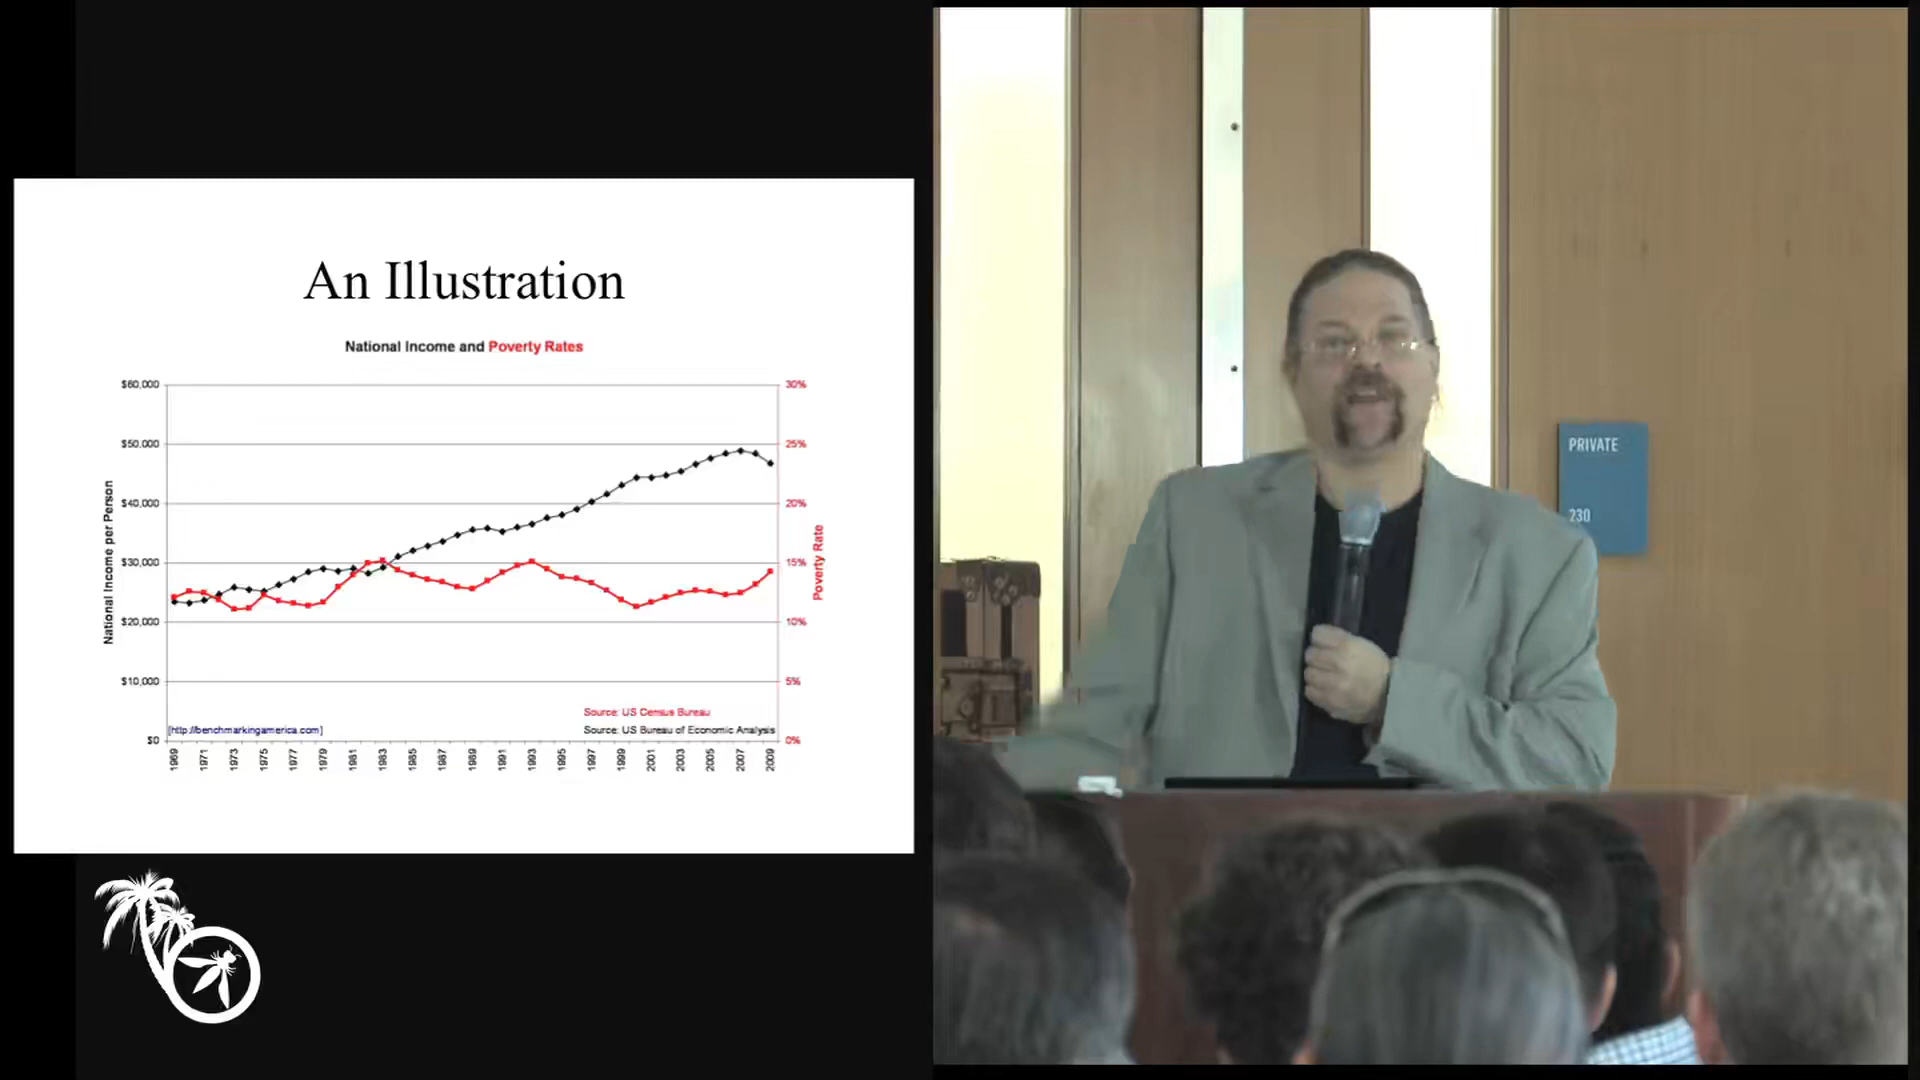 An Illustration
National Income and Poverty Rates
$60,000
$50,000
$40,000
$30,000
$20,000
$10,000
$0
National Income per Person
30%
25%
20%
15%
10%
5%
0%
Poverty Rate
Source: US Census Bureau
[http://benchmarkingamerica.com]
Source: US Bureau of Economic Analysis
1969 1971 1973 1975 1977 1979 1981 1983 1985 1987 1989 1991 1993 1995 1997 1999 2001 2003 2005 2007 2009
PRIVATE
230